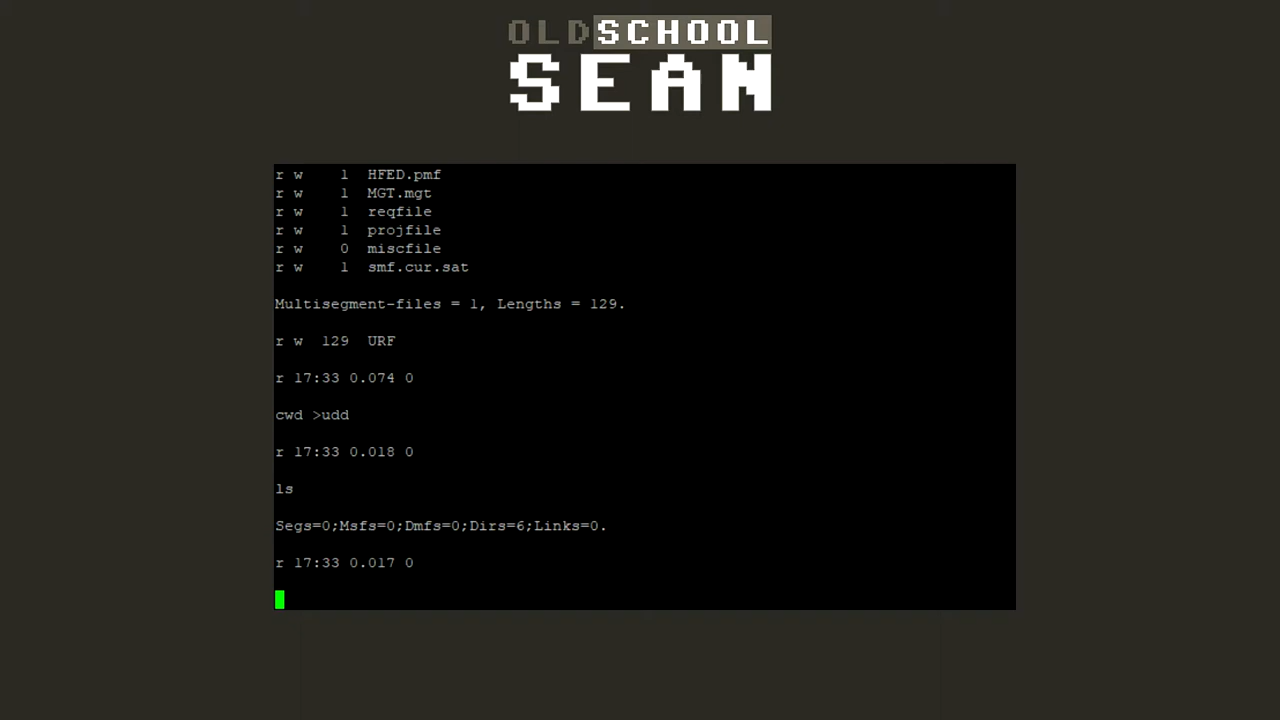 OLDSCHOOL
SEAN
r w    1  HFED.pmf
r w    1  MGT.mgt
r w    1  reqfile
r w    1  projfile
r w    0  miscfile
r w    1  smf.cur.sat
Multisegment-files = 1, Lengths = 129.
r w  129  URF
r 17:33 0.074 0
cwd >udd
r 17:33 0.018 0
ls
Segs=0;Msfs=0;Dmfs=0;Dirs=6;Links=0.
r 17:33 0.017 0